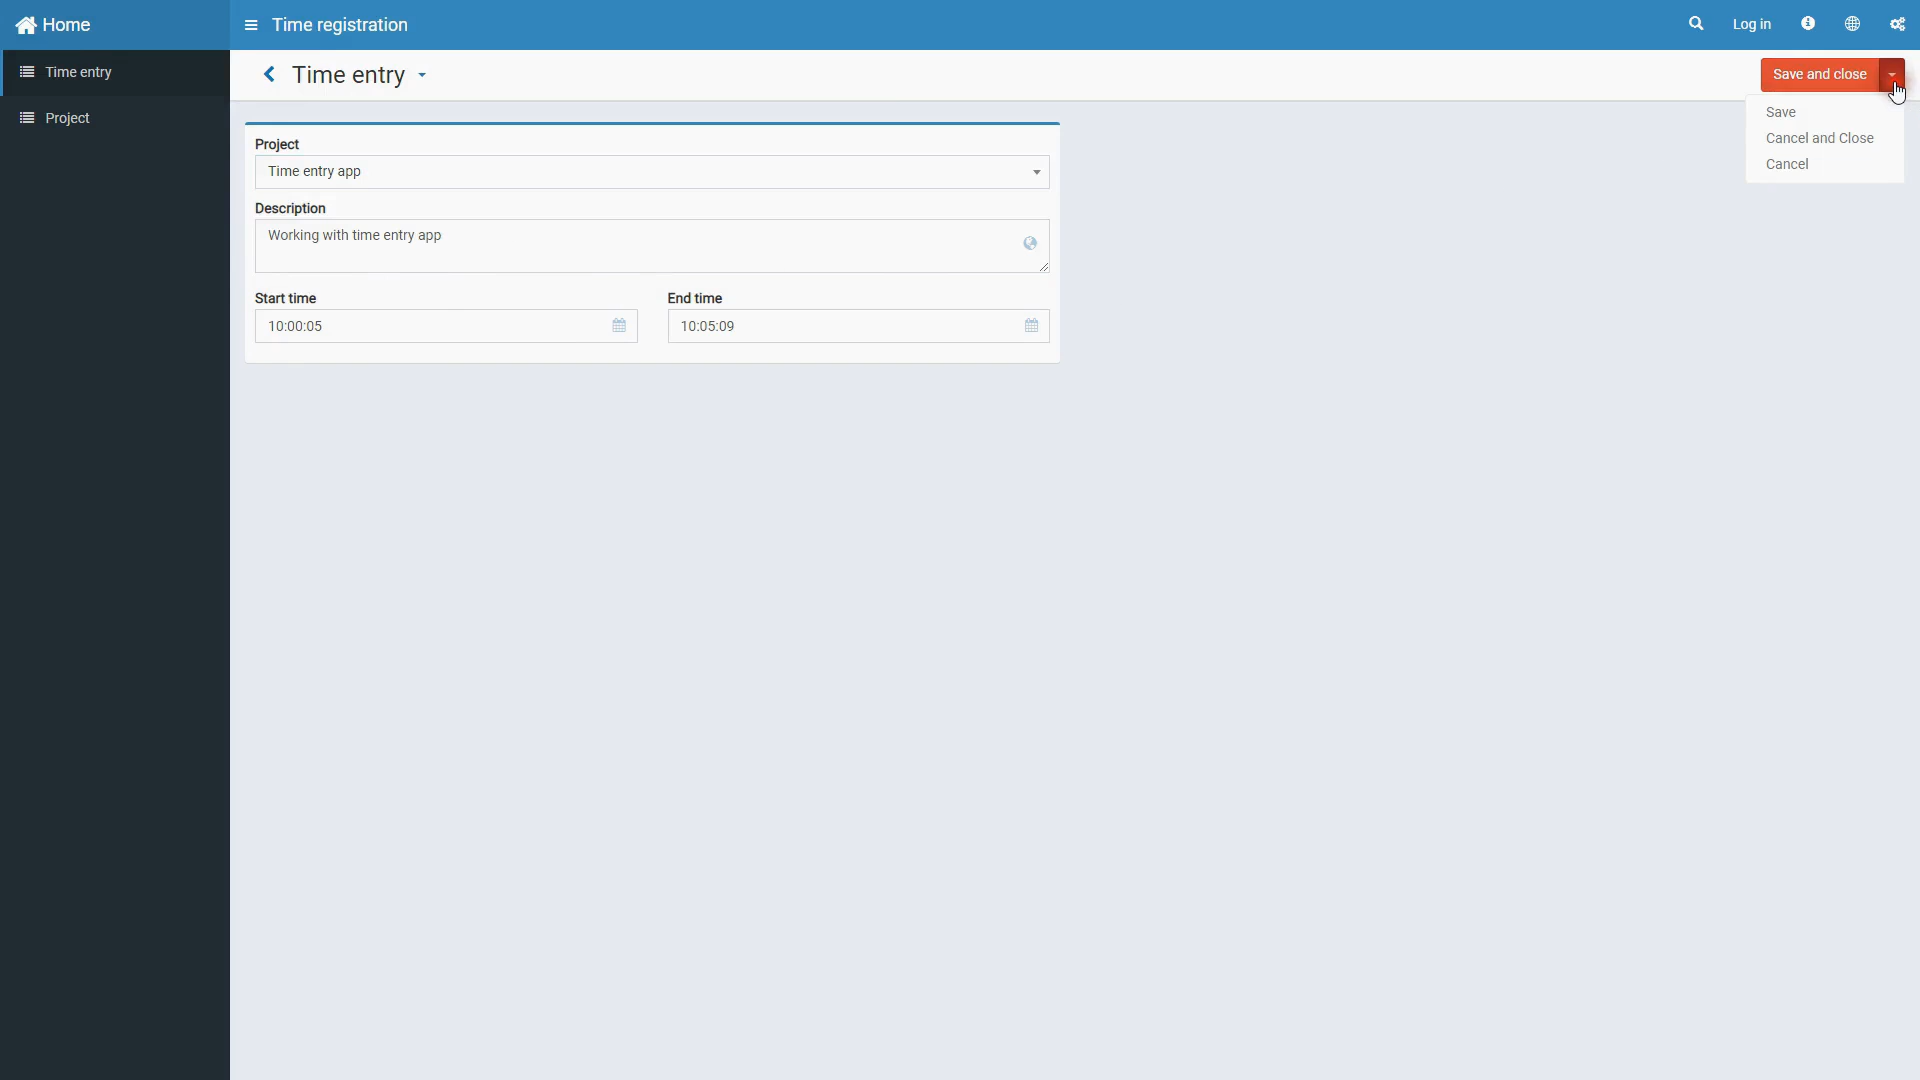 Home
Time registration
Log in
Time entry
Project
Time entry
Save and close
Save
Cancel and Close
Cancel
Project
Time entry app
Description
Working with time entry app
Start time
End time
10:00:05
10:05:09